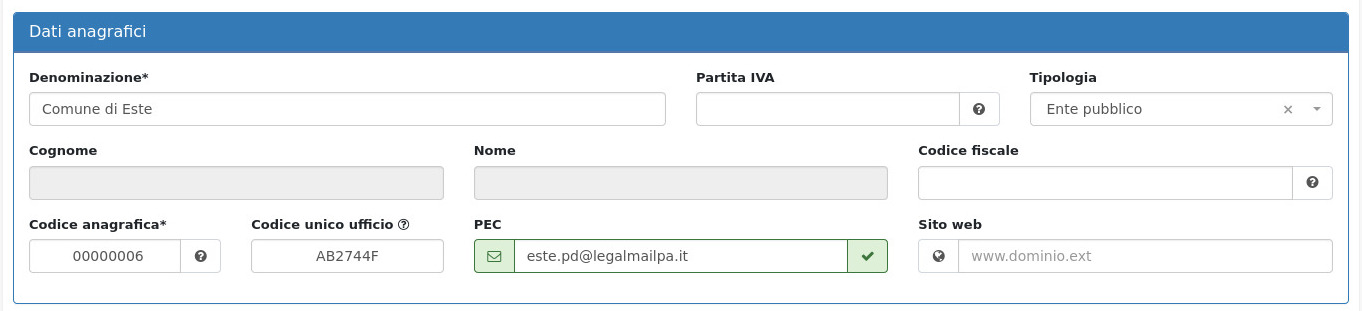 Dati anagrafici
Denominazione* Partita IVA Tipologia
Comune di Este Ente pubblico ×
Cognome Nome Codice fiscale
Codice anagrafica* Codice unico ufficio PEC Sito web
00000006 AB2744F este.pd@legalmailpa.it www.dominio.ext